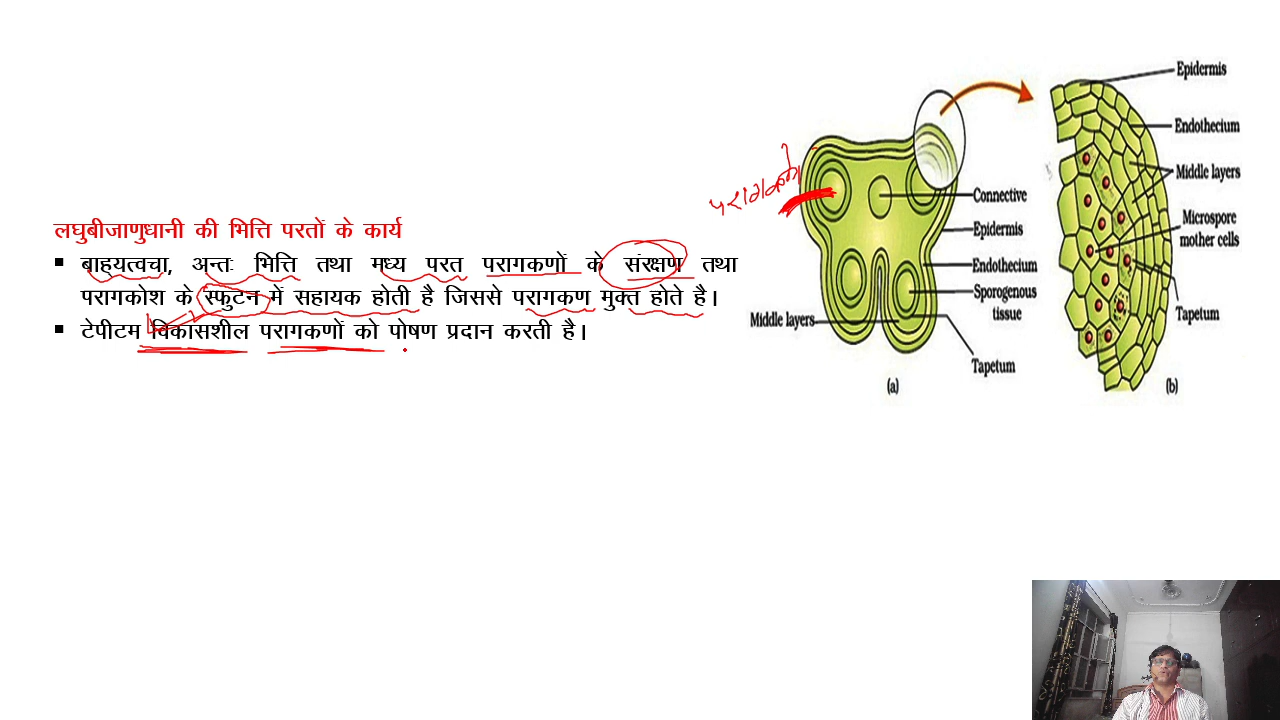 लघुबीजाणुधानी की भित्ति परतों के कार्य
▪ बाह्यत्वचा, अन्तः भित्ति तथा मध्य परत परागकणों के संरक्षण तथा
परागकोश के स्फुटन में सहायक होती है जिससे परागकण मुक्त होते है।
▪ टेपीटम विकासशील परागकणों को पोषण प्रदान करती है।
Connective
Epidermis
Endothecium
Sporogenous
tissue
Middle layers
Tapetum
(a)
Epidermis
Endothecium
Middle layers
Microspore
mother cells
Tapetum
(b)